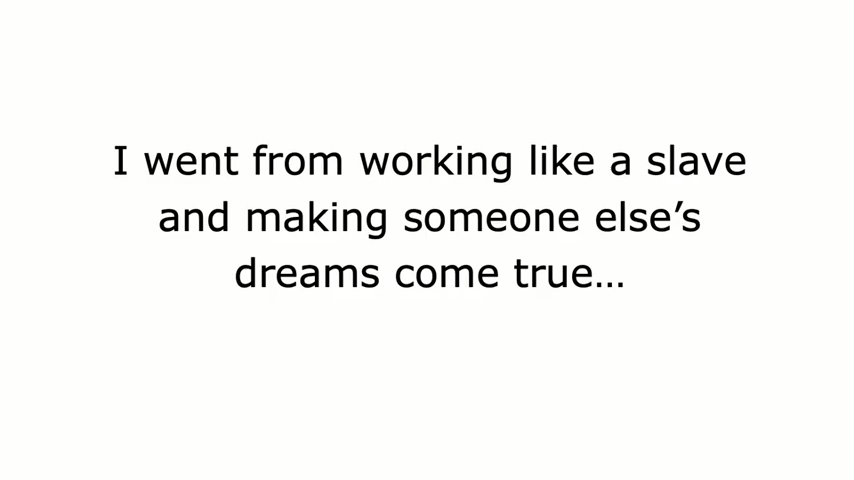 I went from working like a slave
and making someone else’s
dreams come true…